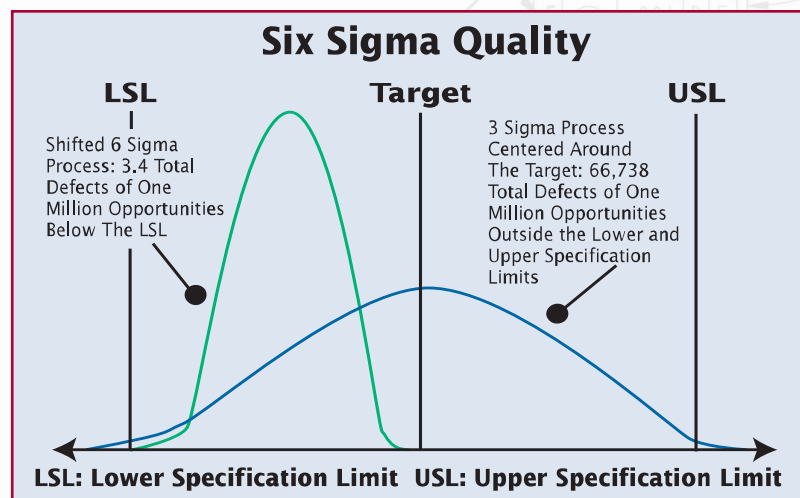 Six Sigma Quality
LSL
Target
USL
Shifted 6 Sigma
Process: 3.4 Total
Defects of One
Million Opportunities
Below The LSL
3 Sigma Process
Centered Around
The Target: 66,738
Total Defects of One
Million Opportunities
Outside the Lower and
Upper Specification
Limits
LSL: Lower Specification Limit USL: Upper Specification Limit